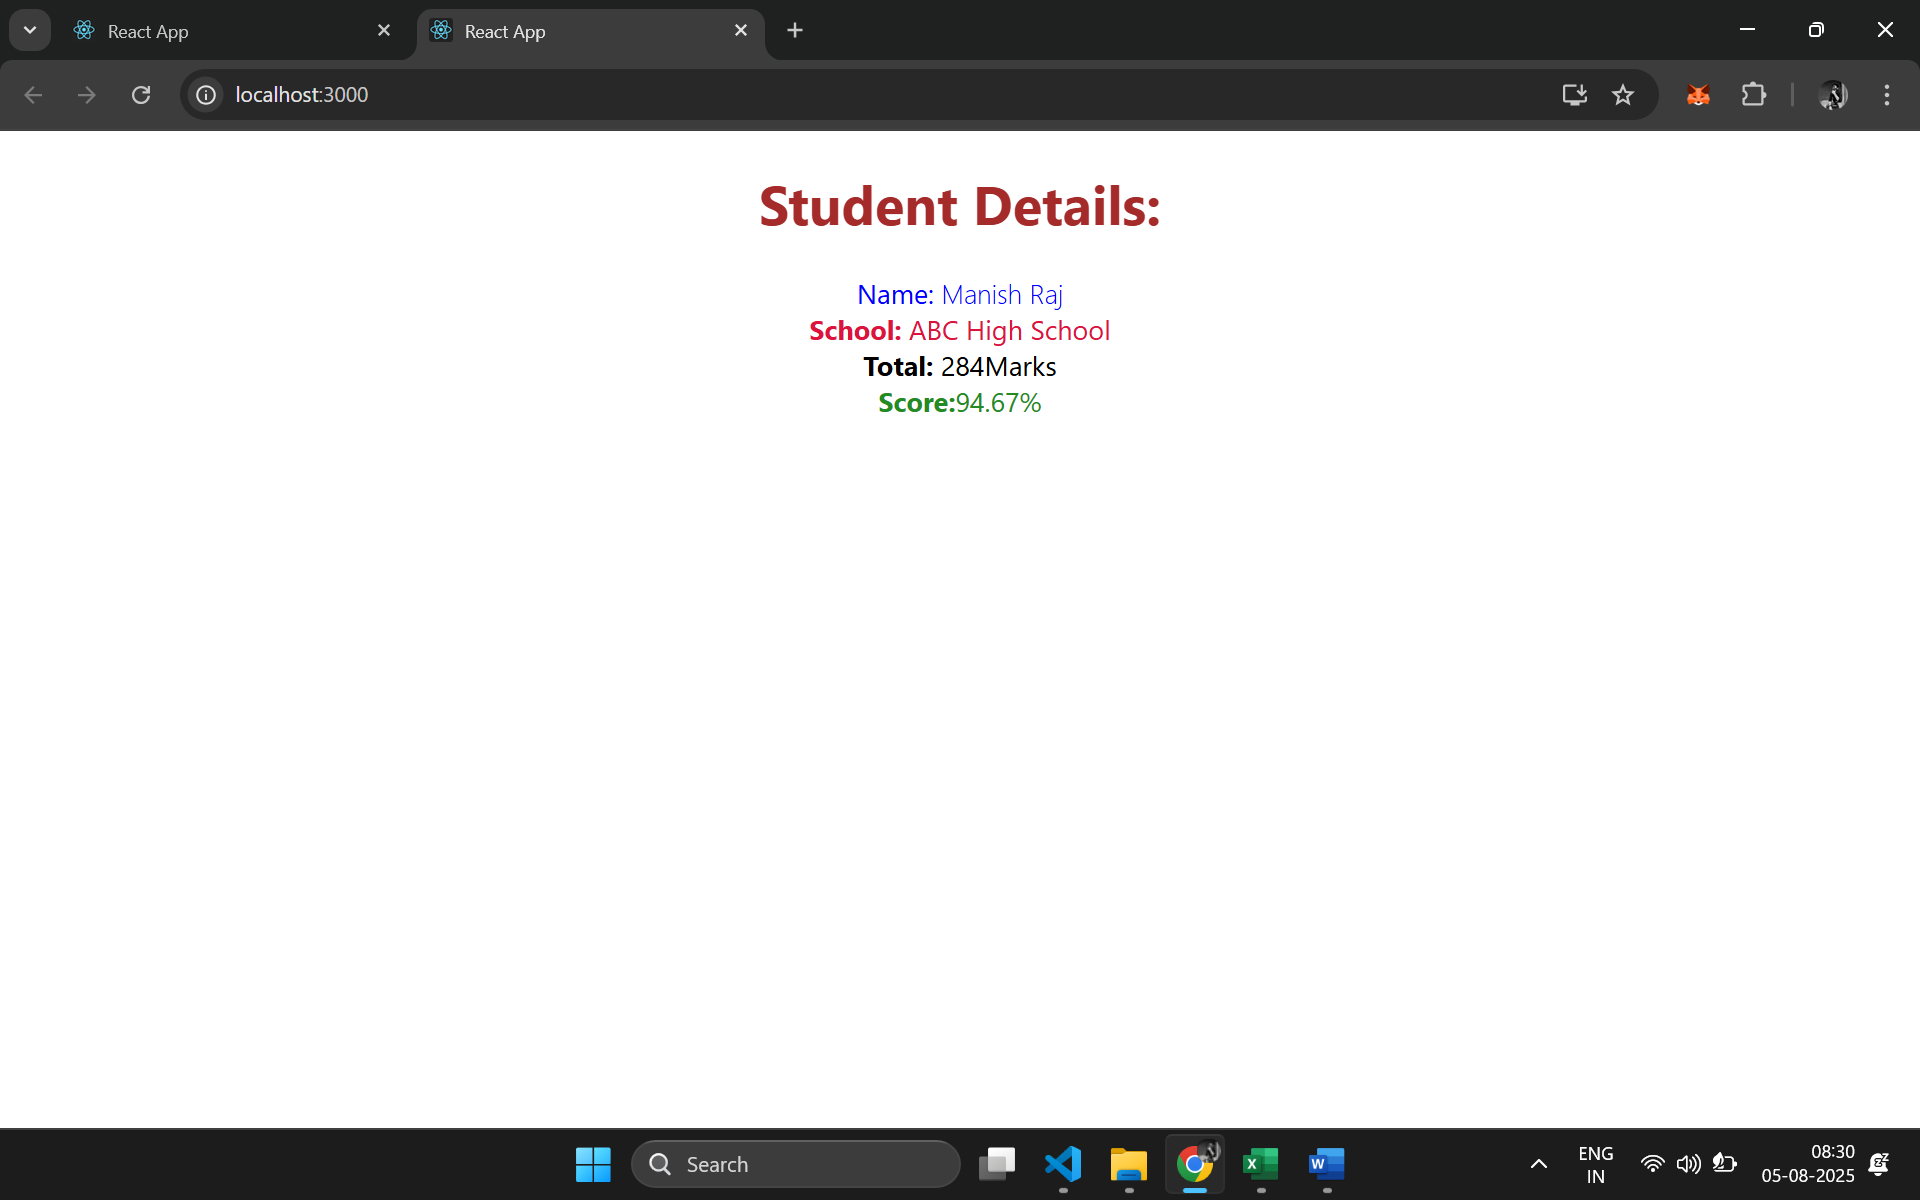 React App
React App
localhost:3000
Student Details:
Name: Manish Raj
School: ABC High School
Total: 284Marks
Score:94.67%
Search
ENG
IN
08:30
05-08-2025